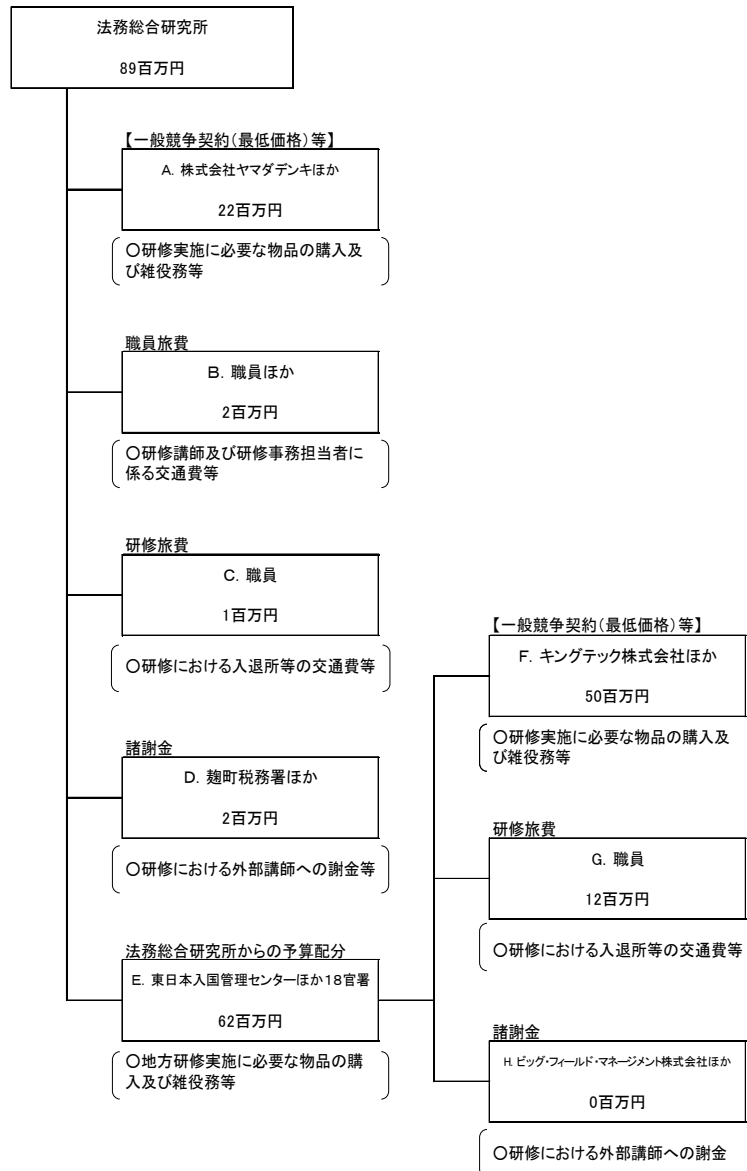 法務総合研究所
89百万円
【一般競争契約(最低価格)等】
A. 株式会社ヤマダデンキほか
22百万円
○研修実施に必要な物品の購入及
び雑役務等
職員旅費
B. 職員ほか
2百万円
○研修講師及び研修事務担当者に
係る交通費等
研修旅費
C. 職員
1百万円
○研修における入退所等の交通費等
諸謝金
D. 麹町税務署ほか
2百万円
○研修における外部講師への謝金等
法務総合研究所からの予算配分
E. 東日本入国管理センターほか18官署
62百万円
○地方研修実施に必要な物品の購
入及び雑役務等
【一般競争契約(最低価格)等】
F. キングテック株式会社ほか
50百万円
○研修実施に必要な物品の購入及
び雑役務等
研修旅費
G. 職員
12百万円
○研修における入退所等の交通費等
諸謝金
H. ビッグ・フィールド・マネージメント株式会社ほか
0百万円
○研修における外部講師への謝金